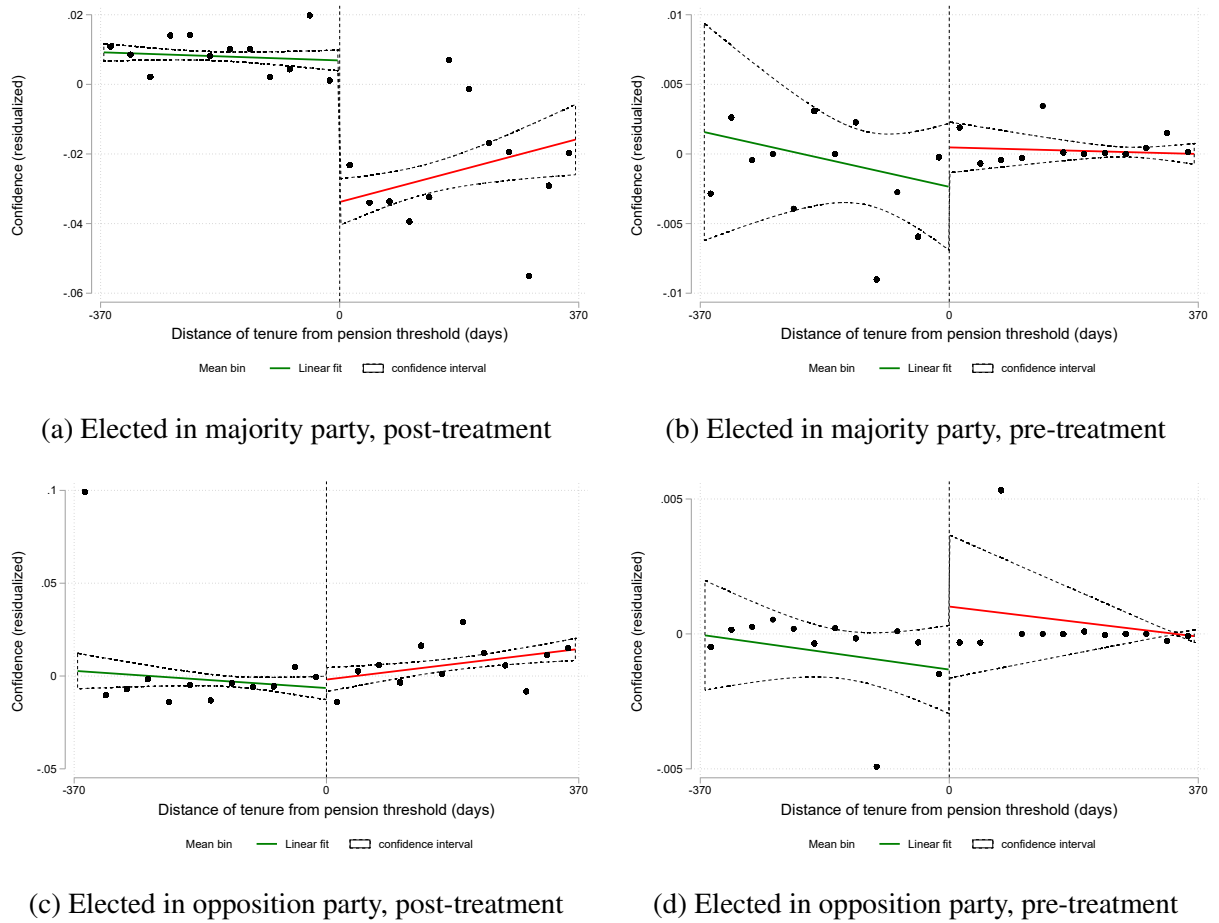 .02
0
-.02
-.04
-.06
Confidence (residualized)
-370 0 370
Distance of tenure from pension threshold (days)
Mean bin Linear fit confidence interval
(a) Elected in majority party, post-treatment
.01
.005
0
-.005
-.01
Confidence (residualized)
-370 0 370
Distance of tenure from pension threshold (days)
Mean bin Linear fit confidence interval
(b) Elected in majority party, pre-treatment
.1
.05
0
-.05
Confidence (residualized)
-370 0 370
Distance of tenure from pension threshold (days)
Mean bin Linear fit confidence interval
(c) Elected in opposition party, post-treatment
.005
0
-.005
Confidence (residualized)
-370 0 370
Distance of tenure from pension threshold (days)
Mean bin Linear fit confidence interval
(d) Elected in opposition party, pre-treatment